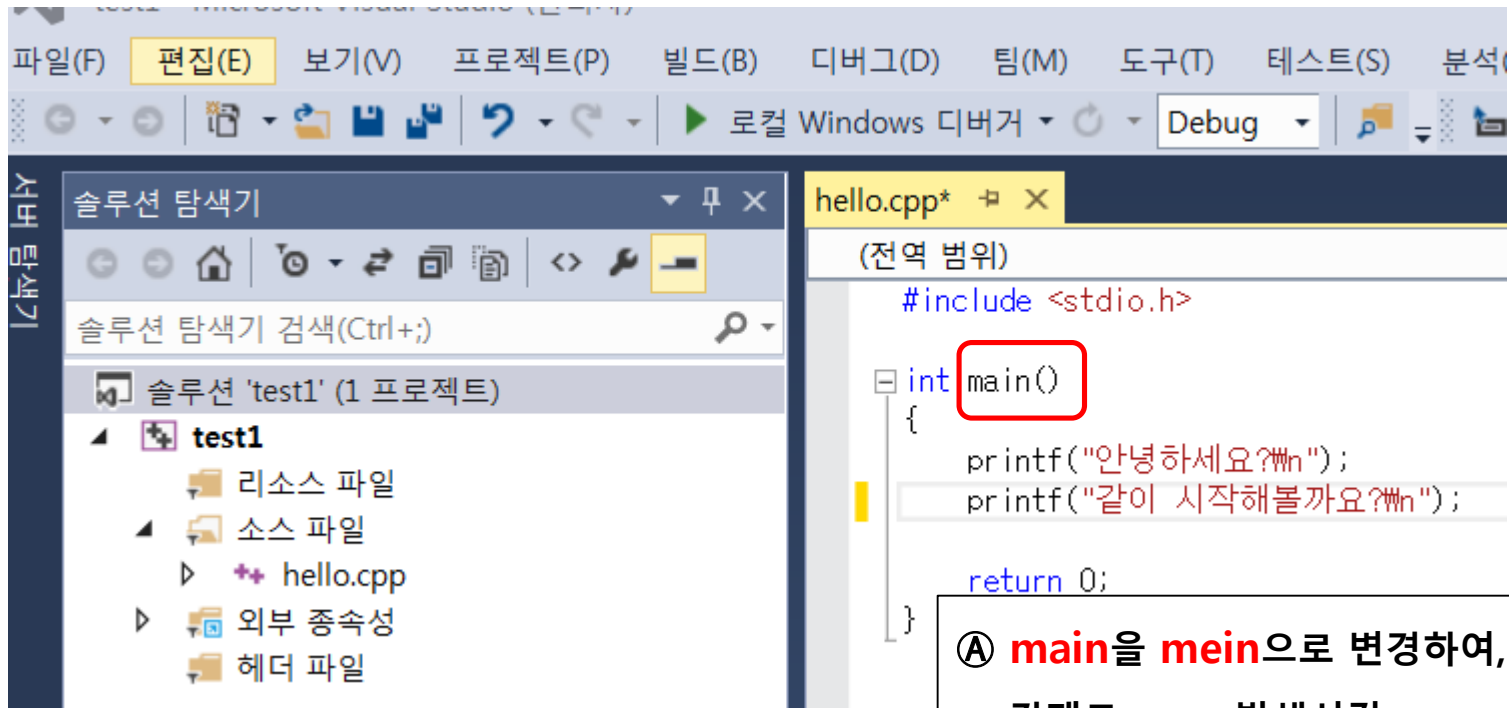 파일(F) 편집(E) 보기(V) 프로젝트(P) 빌드(B) 디버그(D) 팀(M) 도구(T) 테스트(S) 분석(
로컬 Windows 디버거 Debug
서버 탐색기
솔루션 탐색기
솔루션 탐색기 검색(Ctrl+;)
솔루션 'test1' (1 프로젝트)
test1
리소스 파일
소스 파일
hello.cpp
외부 종속성
헤더 파일
hello.cpp*
(전역 범위)
#include <stdio.h>
int main()
{
printf("안녕하세요?₩n");
printf("같이 시작해볼까요?₩n");
return 0;
}
Ⓐ main을 mein으로 변경하여,